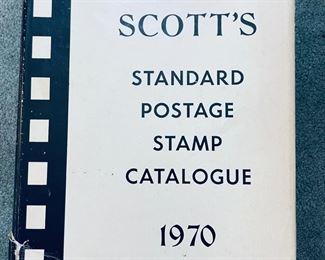 SCOTT'S
STANDARD
POSTAGE
STAMP
CATALOGUE
1970